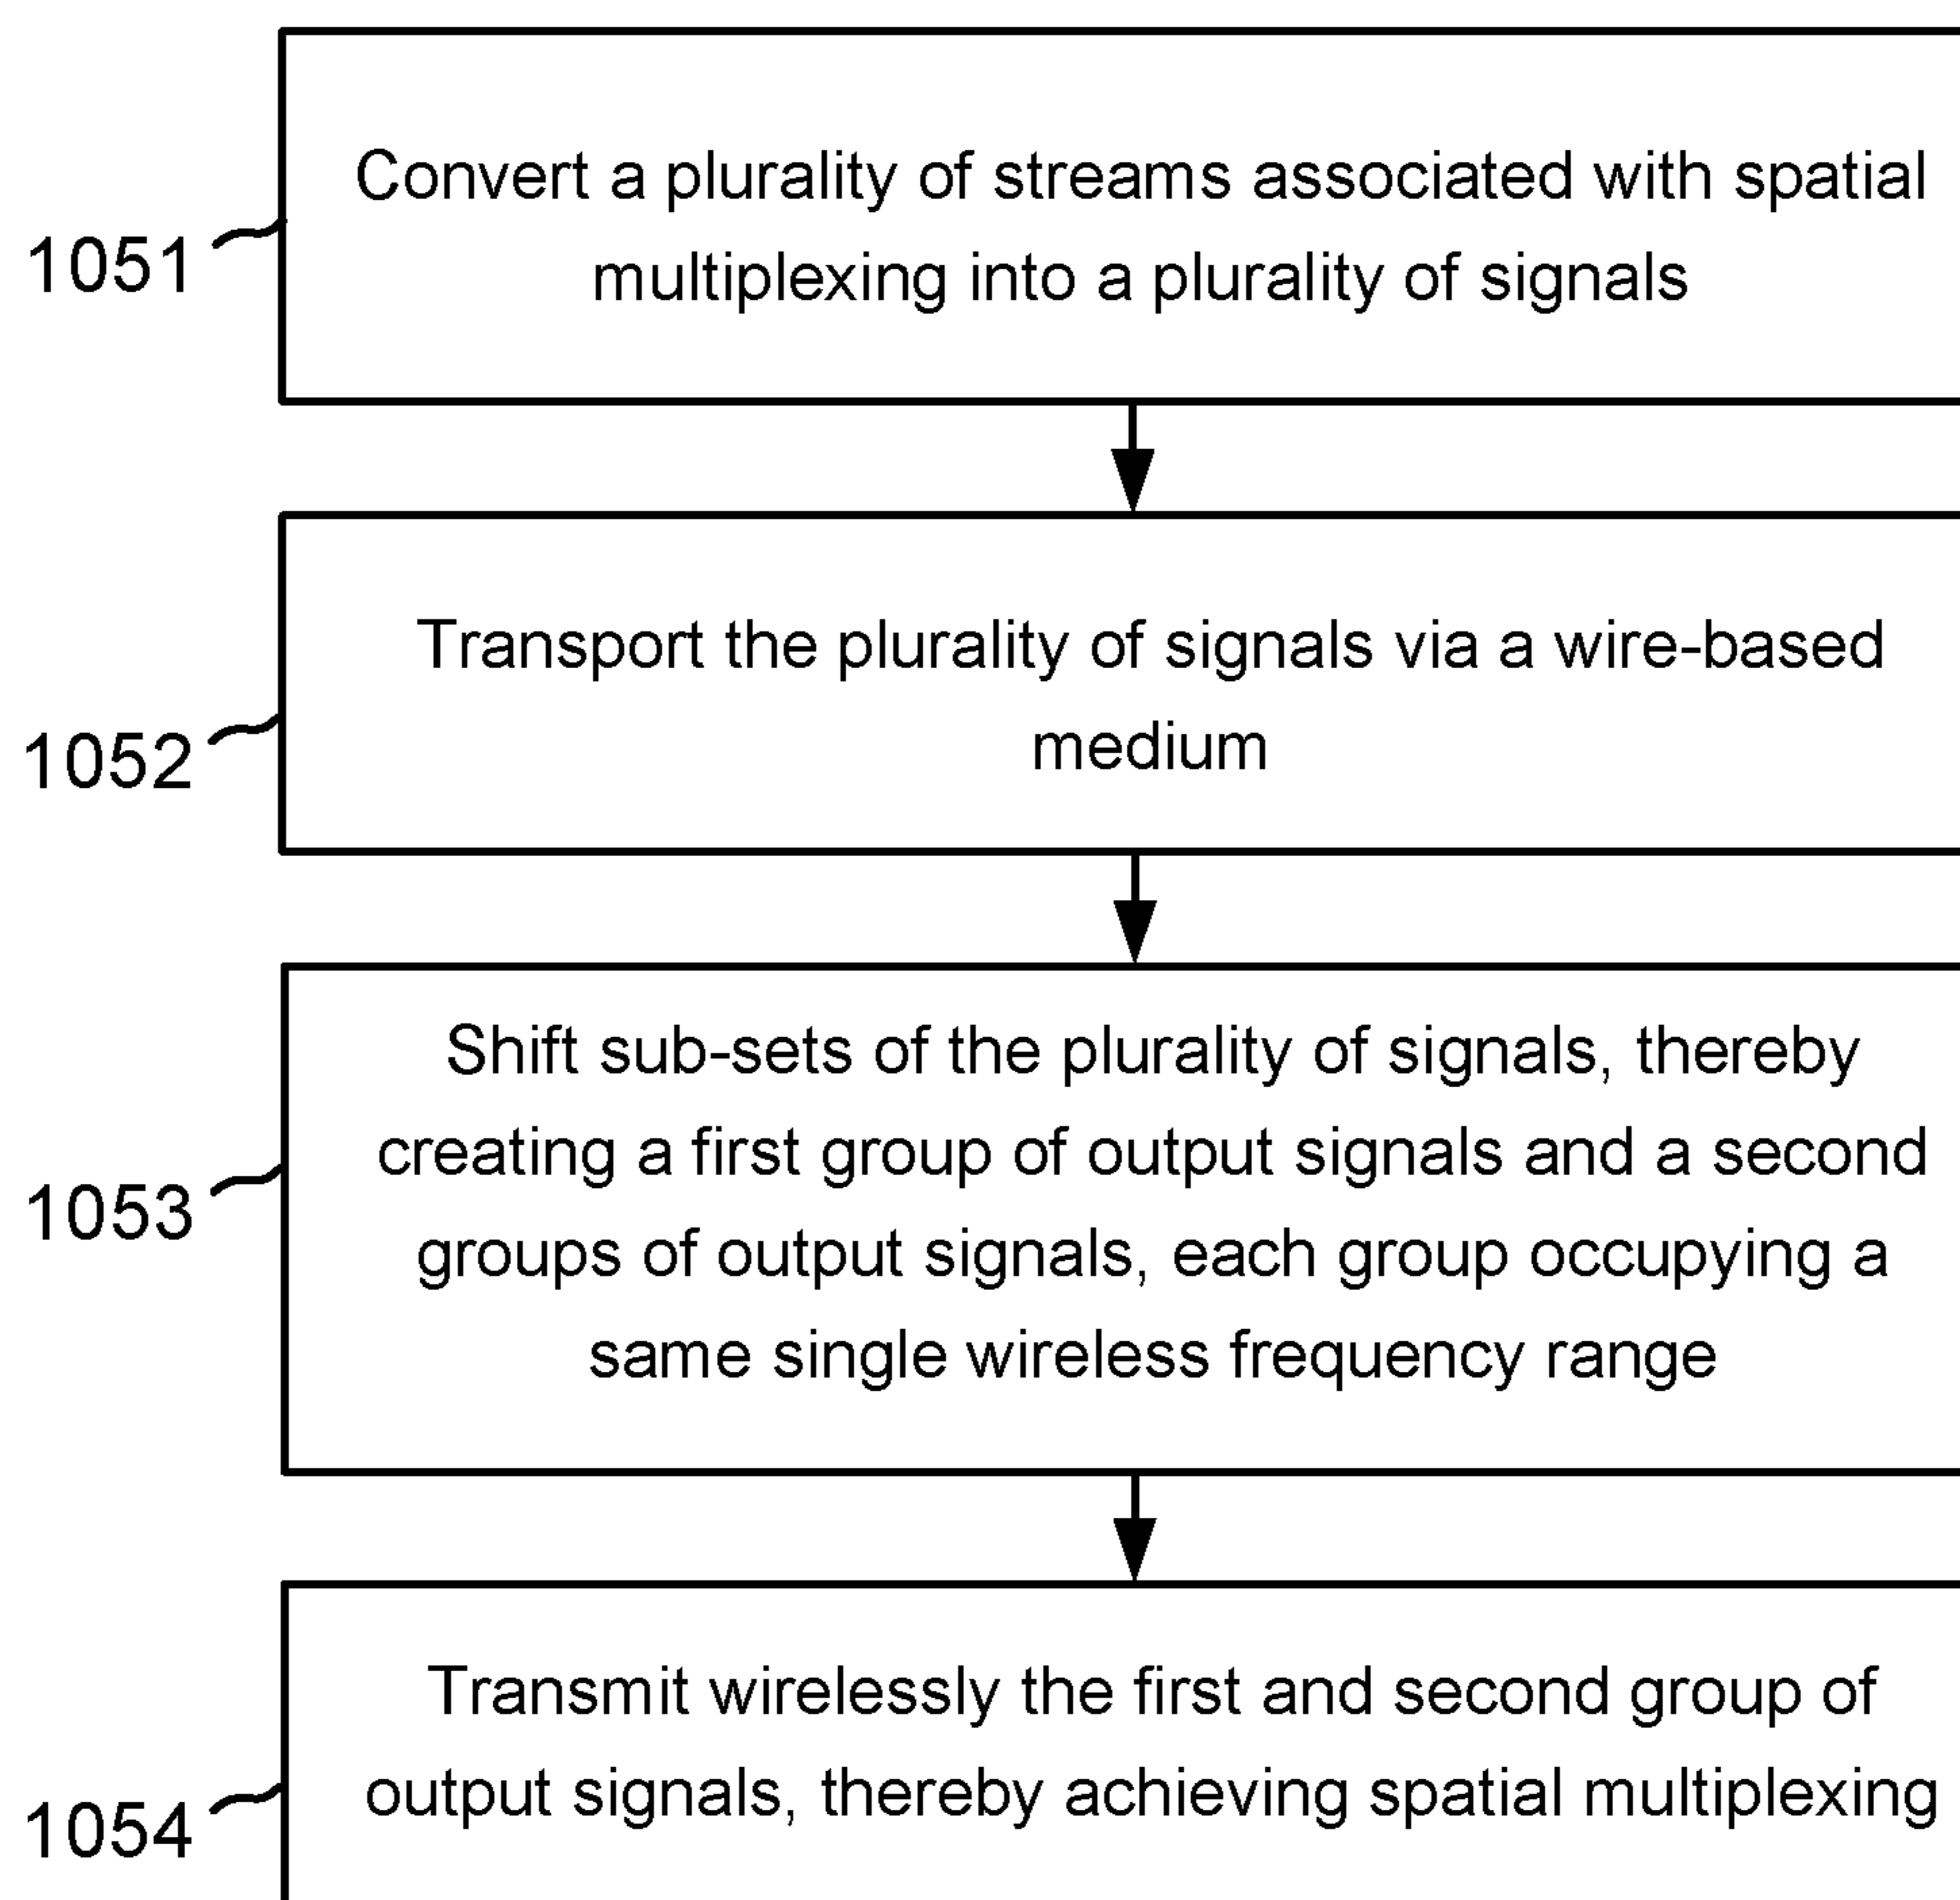 Convert a plurality of streams associated with spatial
multiplexing into a plurality of signals
1051
Transport the plurality of signals via a wire-based
medium
1052
Shift sub-sets of the plurality of signals, thereby
creating a first group of output signals and a second
groups of output signals, each group occupying a
same single wireless frequency range
1053
Transmit wirelessly the first and second group of
output signals, thereby achieving spatial multiplexing
1054